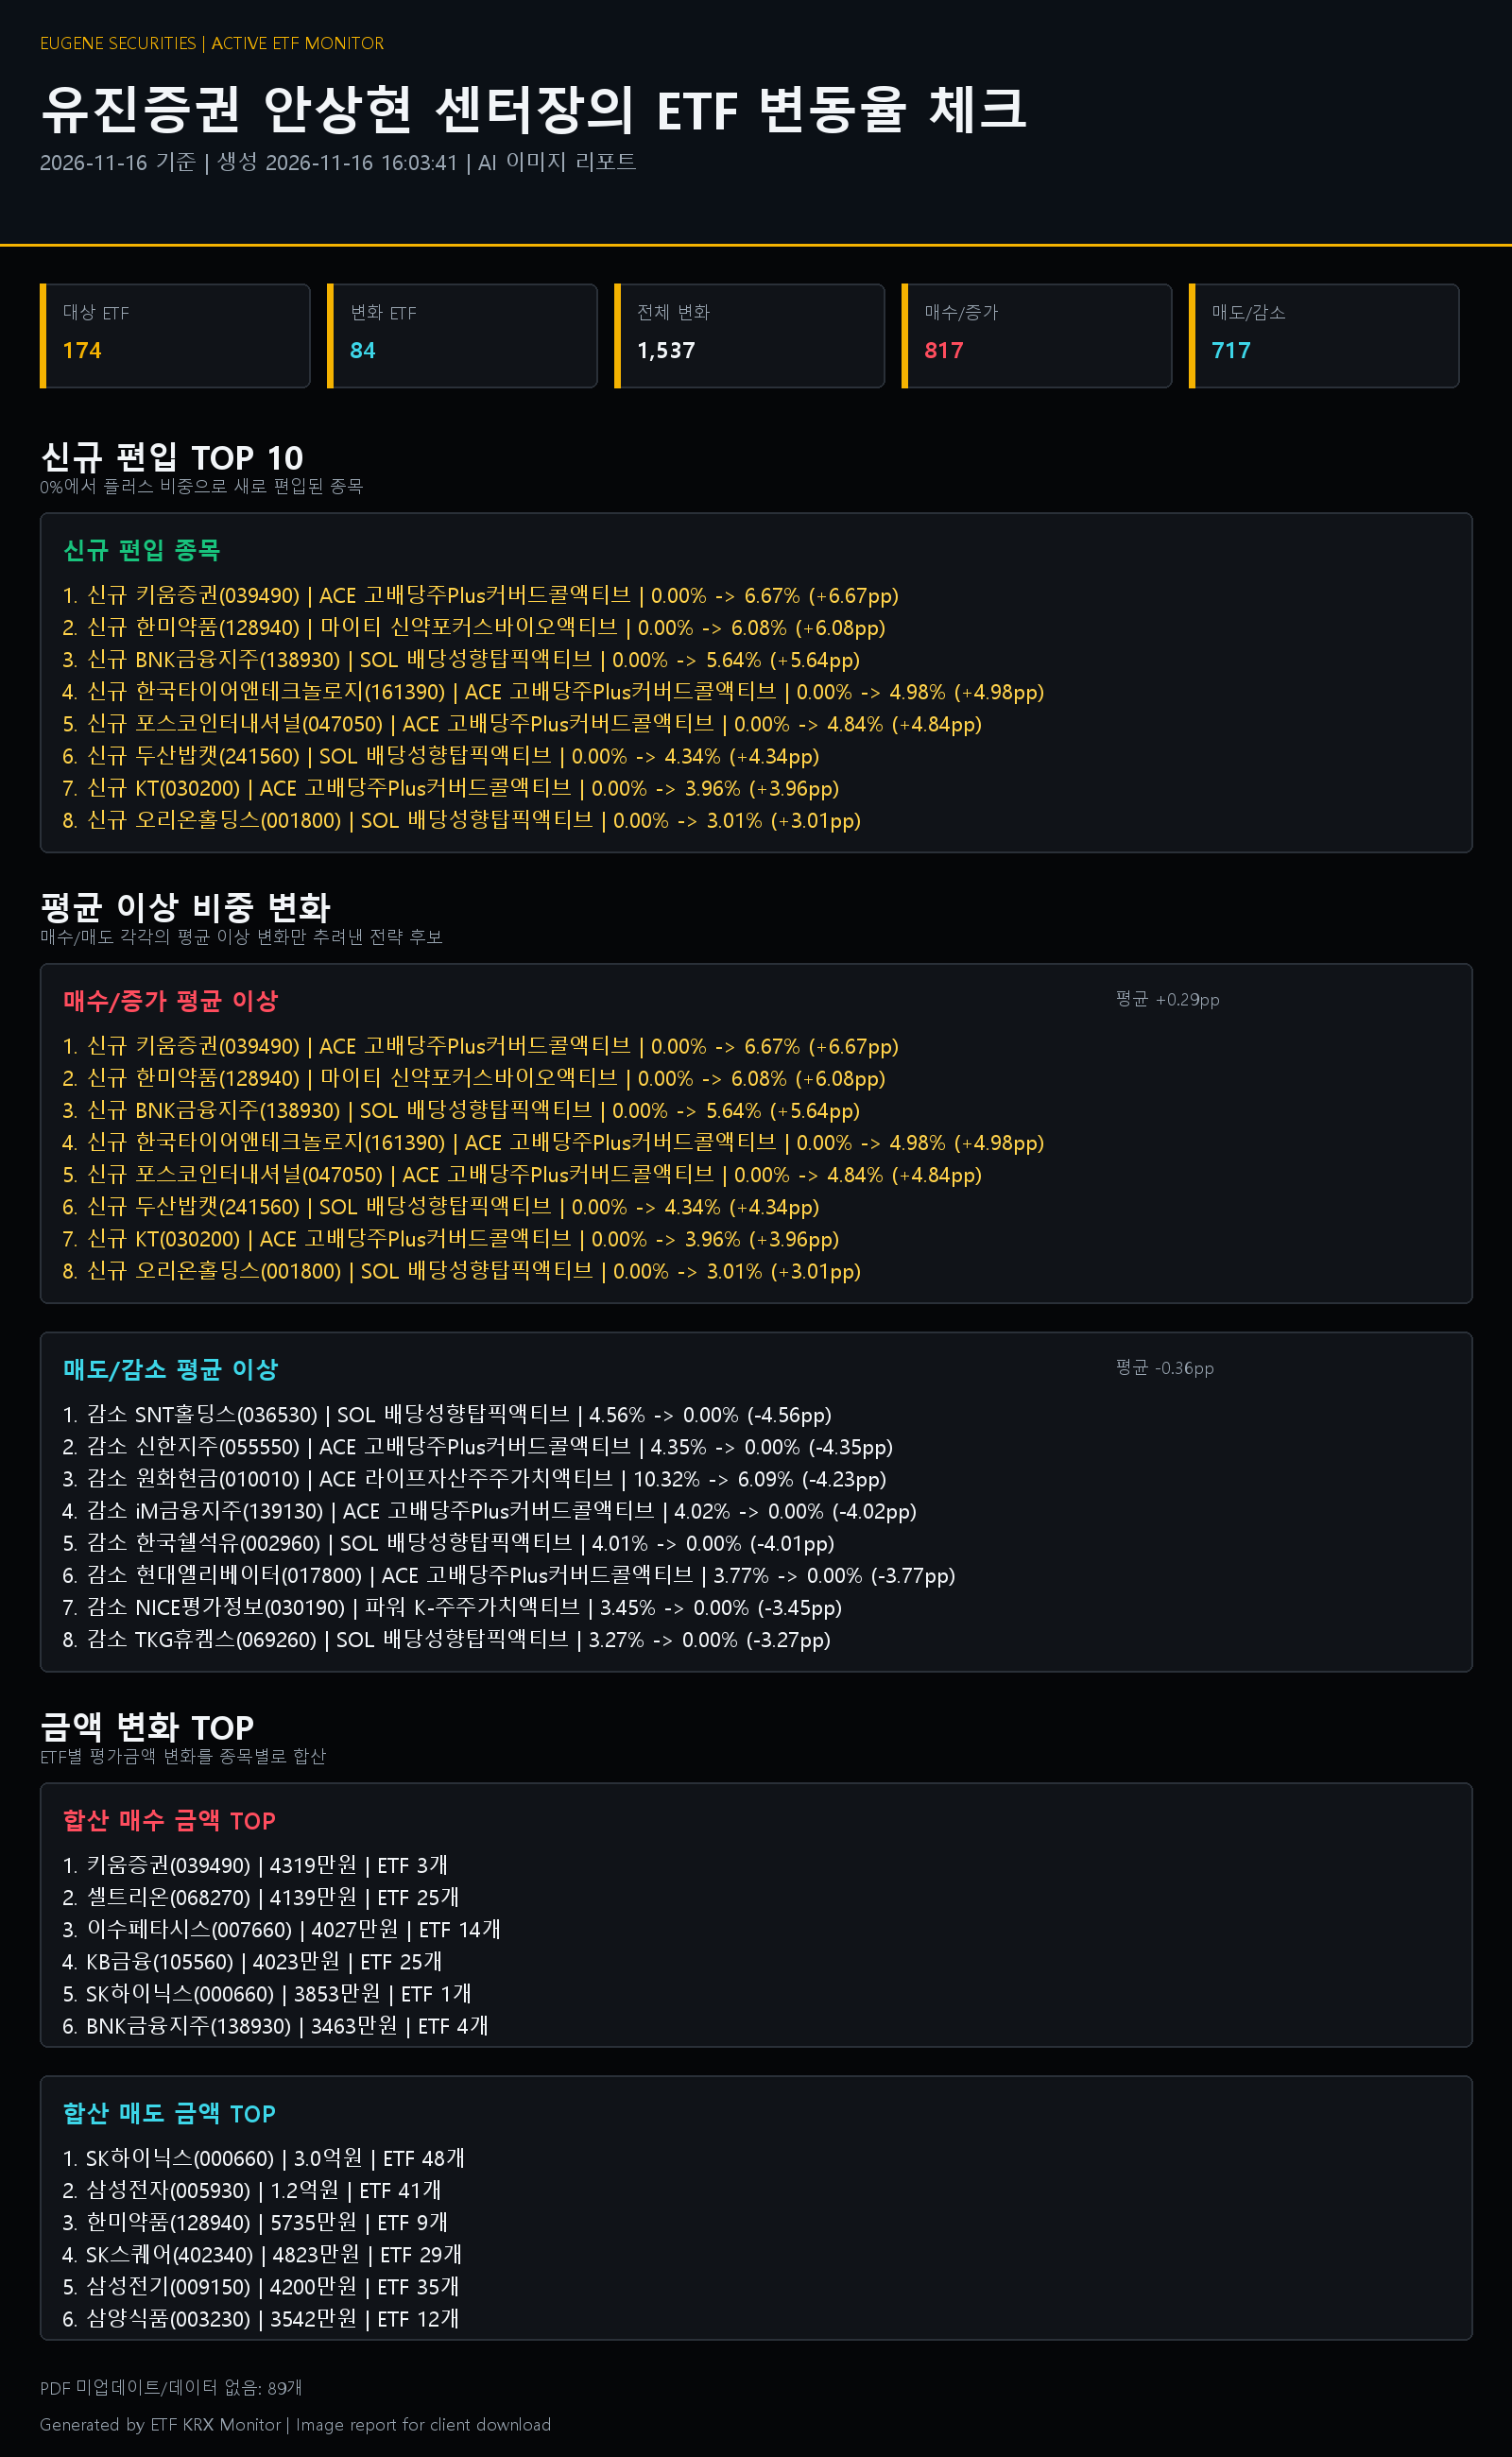 EUGENE SECURITIES | ACTIVE ETF MONITOR
유진증권 안상현 센터장의 ETF 변동율 체크
2026-11-16 기준 | 생성 2026-11-16 16:03:41 | AI 이미지 리포트
대상 ETF
174
변화 ETF
84
전체 변화
1,537
매수/증가
817
매도/감소
717
신규 편입 TOP 10
0%에서 플러스 비중으로 새로 편입된 종목
신규 편입 종목
1. 신규 키움증권(039490) | ACE 고배당주Plus커버드콜액티브 | 0.00% -> 6.67% (+6.67pp)
2. 신규 한미약품(128940) | 마이티 신약포커스바이오액티브 | 0.00% -> 6.08% (+6.08pp)
3. 신규 BNK금융지주(138930) | SOL 배당성향탑픽액티브 | 0.00% -> 5.64% (+5.64pp)
4. 신규 한국타이어앤테크놀로지(161390) | ACE 고배당주Plus커버드콜액티브 | 0.00% -> 4.98% (+4.98pp)
5. 신규 포스코인터내셔널(047050) | ACE 고배당주Plus커버드콜액티브 | 0.00% -> 4.84% (+4.84pp)
6. 신규 두산밥캣(241560) | SOL 배당성향탑픽액티브 | 0.00% -> 4.34% (+4.34pp)
7. 신규 KT(030200) | ACE 고배당주Plus커버드콜액티브 | 0.00% -> 3.96% (+3.96pp)
8. 신규 오리온홀딩스(001800) | SOL 배당성향탑픽액티브 | 0.00% -> 3.01% (+3.01pp)
평균 이상 비중 변화
매수/매도 각각의 평균 이상 변화만 추려낸 전략 후보
매수/증가 평균 이상
평균 +0.29pp
1. 신규 키움증권(039490) | ACE 고배당주Plus커버드콜액티브 | 0.00% -> 6.67% (+6.67pp)
2. 신규 한미약품(128940) | 마이티 신약포커스바이오액티브 | 0.00% -> 6.08% (+6.08pp)
3. 신규 BNK금융지주(138930) | SOL 배당성향탑픽액티브 | 0.00% -> 5.64% (+5.64pp)
4. 신규 한국타이어앤테크놀로지(161390) | ACE 고배당주Plus커버드콜액티브 | 0.00% -> 4.98% (+4.98pp)
5. 신규 포스코인터내셔널(047050) | ACE 고배당주Plus커버드콜액티브 | 0.00% -> 4.84% (+4.84pp)
6. 신규 두산밥캣(241560) | SOL 배당성향탑픽액티브 | 0.00% -> 4.34% (+4.34pp)
7. 신규 KT(030200) | ACE 고배당주Plus커버드콜액티브 | 0.00% -> 3.96% (+3.96pp)
8. 신규 오리온홀딩스(001800) | SOL 배당성향탑픽액티브 | 0.00% -> 3.01% (+3.01pp)
매도/감소 평균 이상
평균 -0.36pp
1. 감소 SNT홀딩스(036530) | SOL 배당성향탑픽액티브 | 4.56% -> 0.00% (-4.56pp)
2. 감소 신한지주(055550) | ACE 고배당주Plus커버드콜액티브 | 4.35% -> 0.00% (-4.35pp)
3. 감소 원화현금(010010) | ACE 라이프자산주주가치액티브 | 10.32% -> 6.09% (-4.23pp)
4. 감소 iM금융지주(139130) | ACE 고배당주Plus커버드콜액티브 | 4.02% -> 0.00% (-4.02pp)
5. 감소 한국쉘석유(002960) | SOL 배당성향탑픽액티브 | 4.01% -> 0.00% (-4.01pp)
6. 감소 현대엘리베이터(017800) | ACE 고배당주Plus커버드콜액티브 | 3.77% -> 0.00% (-3.77pp)
7. 감소 NICE평가정보(030190) | 파워 K-주주가치액티브 | 3.45% -> 0.00% (-3.45pp)
8. 감소 TKG휴켐스(069260) | SOL 배당성향탑픽액티브 | 3.27% -> 0.00% (-3.27pp)
금액 변화 TOP
ETF별 평가금액 변화를 종목별로 합산
합산 매수 금액 TOP
1. 키움증권(039490) | 4319만원 | ETF 3개
2. 셀트리온(068270) | 4139만원 | ETF 25개
3. 이수페타시스(007660) | 4027만원 | ETF 14개
4. KB금융(105560) | 4023만원 | ETF 25개
5. SK하이닉스(000660) | 3853만원 | ETF 1개
6. BNK금융지주(138930) | 3463만원 | ETF 4개
합산 매도 금액 TOP
1. SK하이닉스(000660) | 3.0억원 | ETF 48개
2. 삼성전자(005930) | 1.2억원 | ETF 41개
3. 한미약품(128940) | 5735만원 | ETF 9개
4. SK스퀘어(402340) | 4823만원 | ETF 29개
5. 삼성전기(009150) | 4200만원 | ETF 35개
6. 삼양식품(003230) | 3542만원 | ETF 12개
PDF 미업데이트/데이터 없음: 89개
Generated by ETF KRX Monitor | Image report for client download